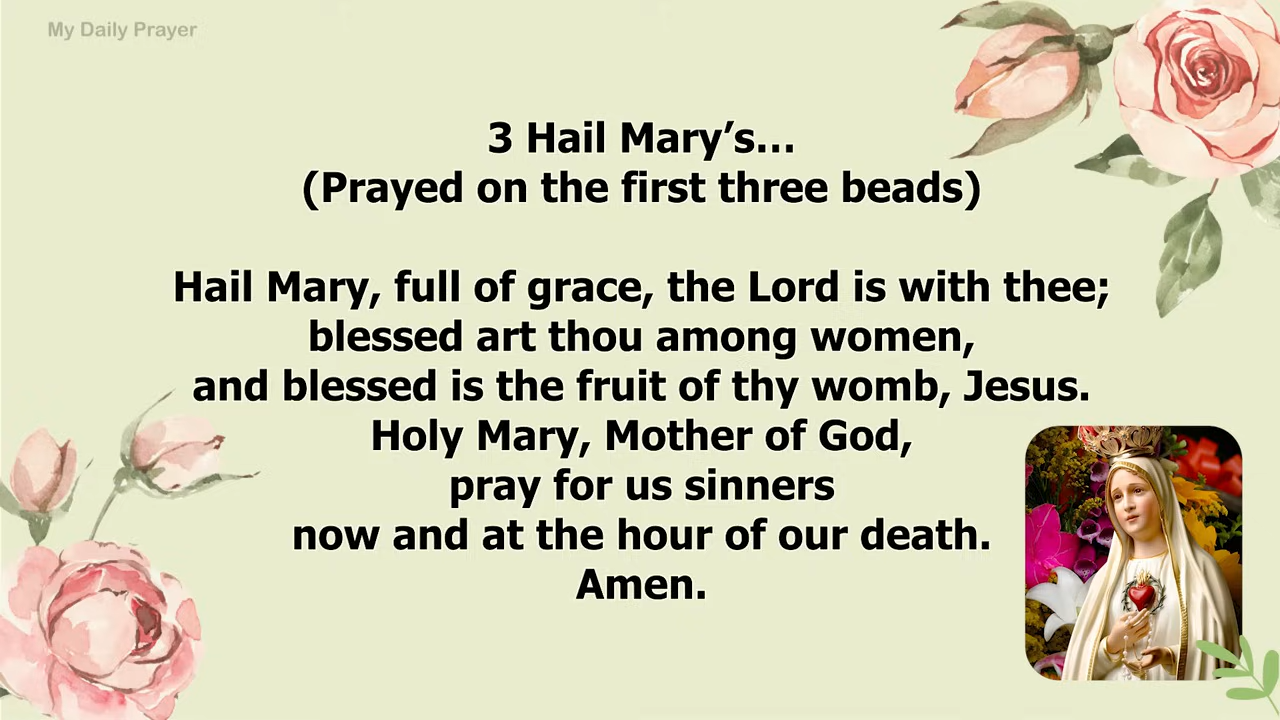 My Daily Prayer
3 Hail Mary’s...
(Prayed on the first three beads)
Hail Mary, full of grace, the Lord is with thee;
blessed art thou among women,
and blessed is the fruit of thy womb, Jesus.
Holy Mary, Mother of God,
pray for us sinners
now and at the hour of our death.
Amen.